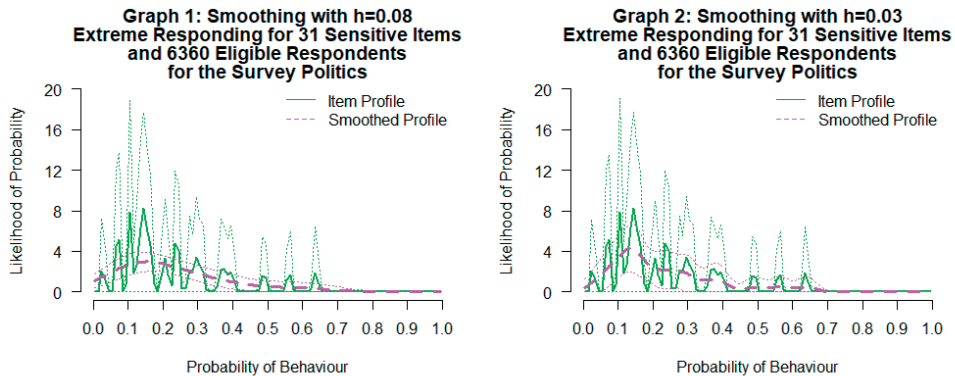 Graph 1: Smoothing with h=0.08
Extreme Responding for 31 Sensitive Items
and 6360 Eligible Respondents
for the Survey Politics
Likelihood of Probability
20
16
12
8
4
0
Item Profile
Smoothed Profile
0.0 0.1 0.2 0.3 0.4 0.5 0.6 0.7 0.8 0.9 1.0
Probability of Behaviour
Graph 2: Smoothing with h=0.03
Extreme Responding for 31 Sensitive Items
and 6360 Eligible Respondents
for the Survey Politics
Likelihood of Probability
20
16
12
8
4
0
Item Profile
Smoothed Profile
0.0 0.1 0.2 0.3 0.4 0.5 0.6 0.7 0.8 0.9 1.0
Probability of Behaviour